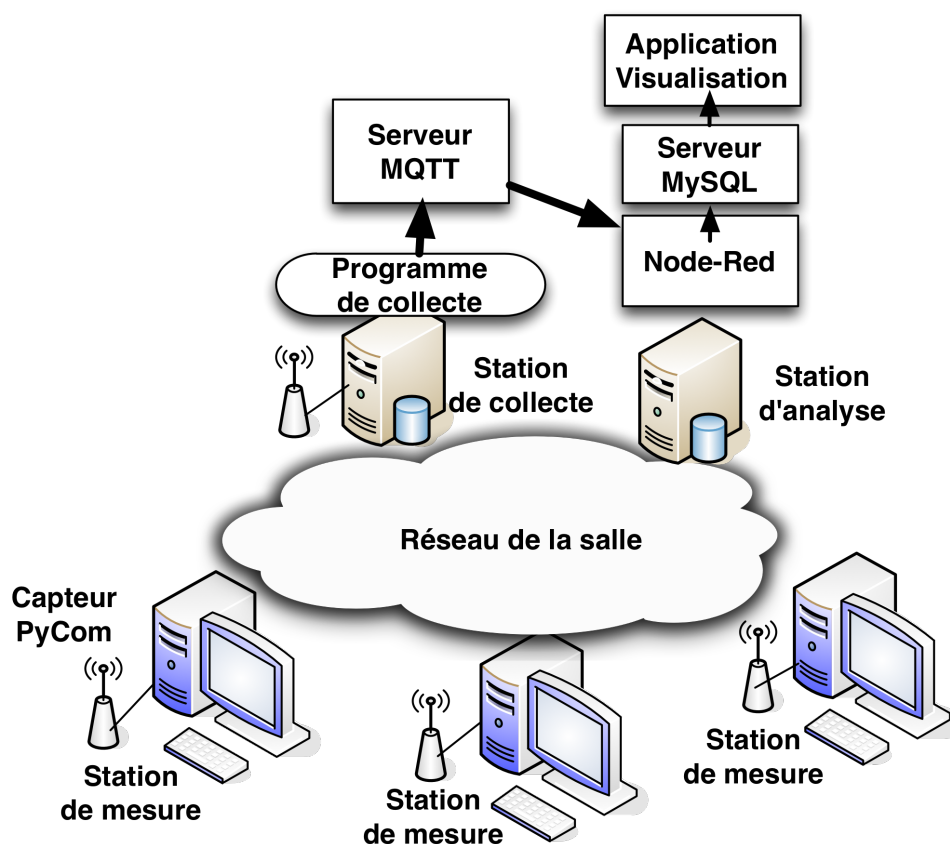 Application
Visualisation
Serveur
MQTT
Serveur
MySQL
Node-Red
Programme
de collecte
Station
de collecte
Station
d'analyse
Réseau de la salle
Capteur
PyCom
Station
de mesure
Station
de mesure
Station
de mesure